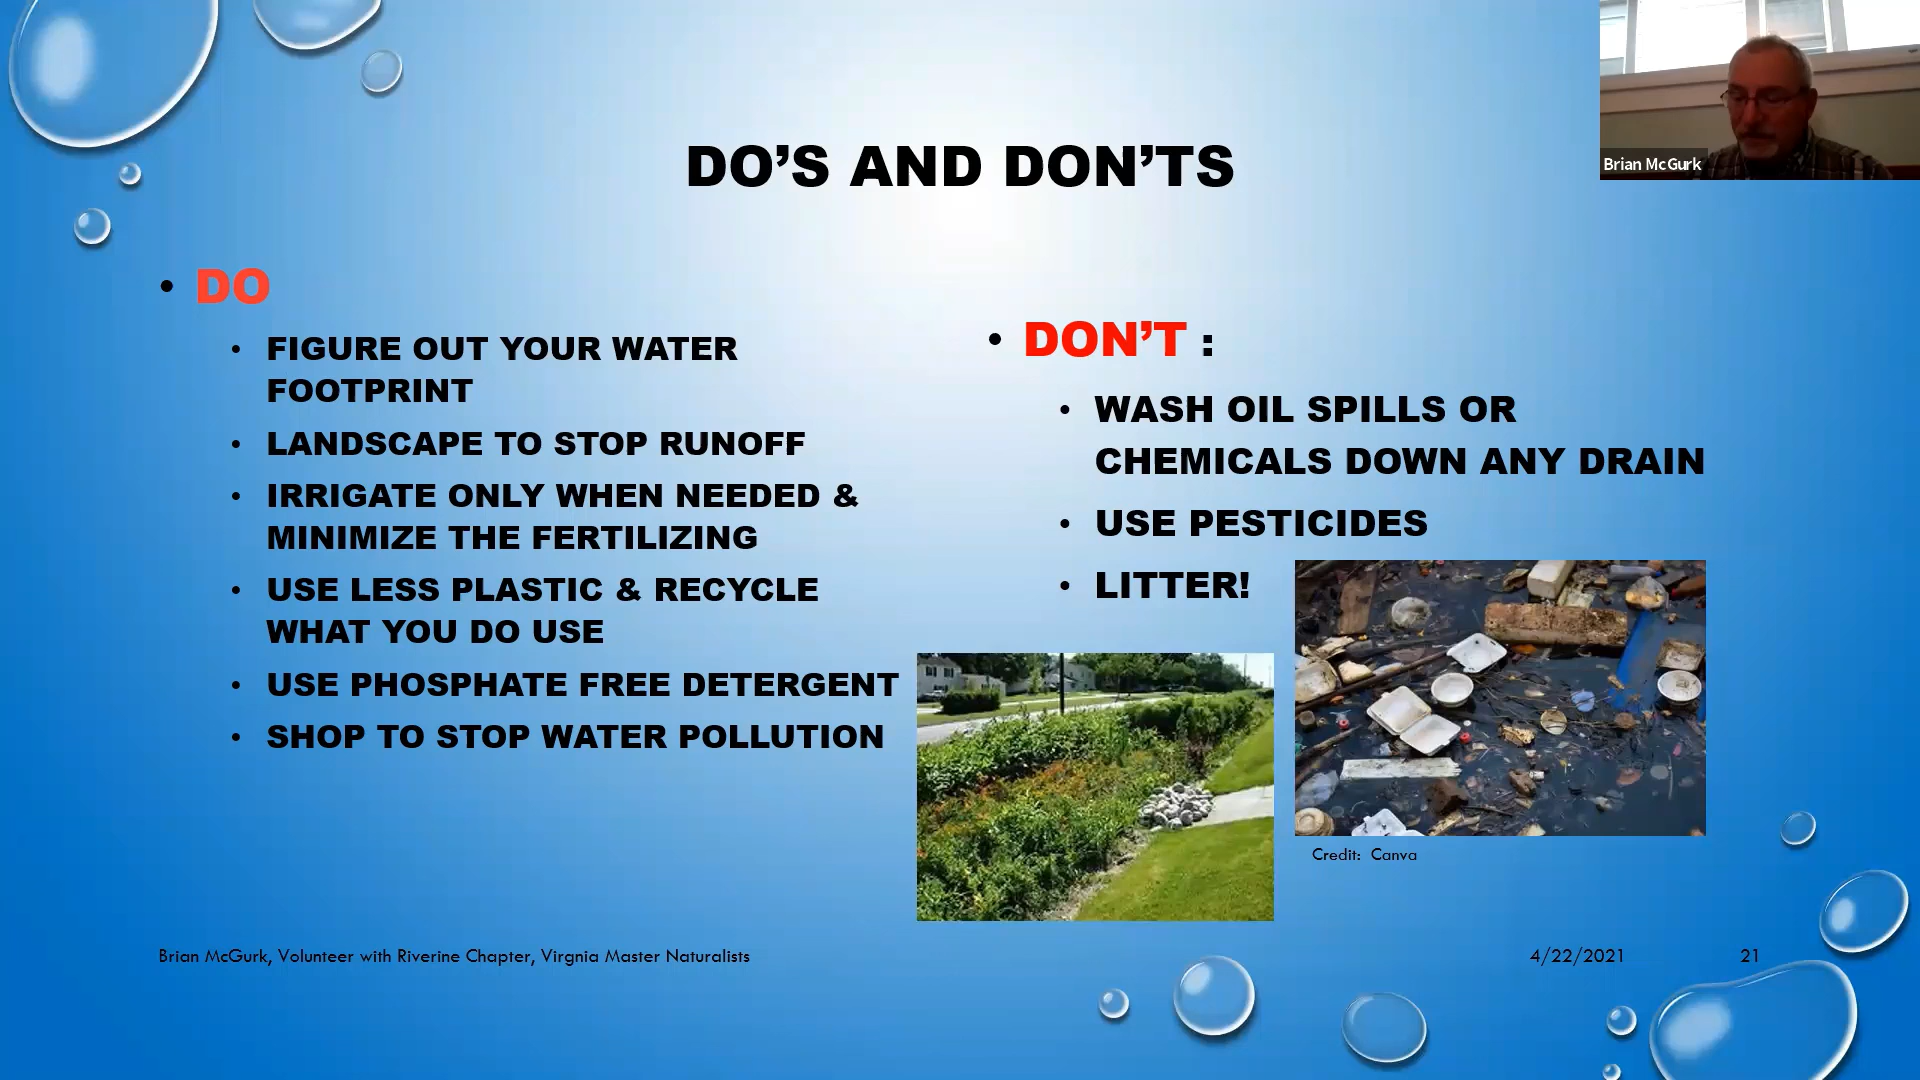 Brian McGurk
DO'S AND DON'TS
• DO
• FIGURE OUT YOUR WATER
FOOTPRINT
• LANDSCAPE TO STOP RUNOFF
• IRRIGATE ONLY WHEN NEEDED &
MINIMIZE THE FERTILIZING
• USE LESS PLASTIC & RECYCLE
WHAT YOU DO USE
• USE PHOSPHATE FREE DETERGENT
• SHOP TO STOP WATER POLLUTION
• DON'T :
• WASH OIL SPILLS OR
CHEMICALS DOWN ANY DRAIN
• USE PESTICIDES
• LITTER!
Credit: Canva
Brian McGurk, Volunteer with Riverine Chapter, Virgnia Master Naturalists
4/22/2021
21